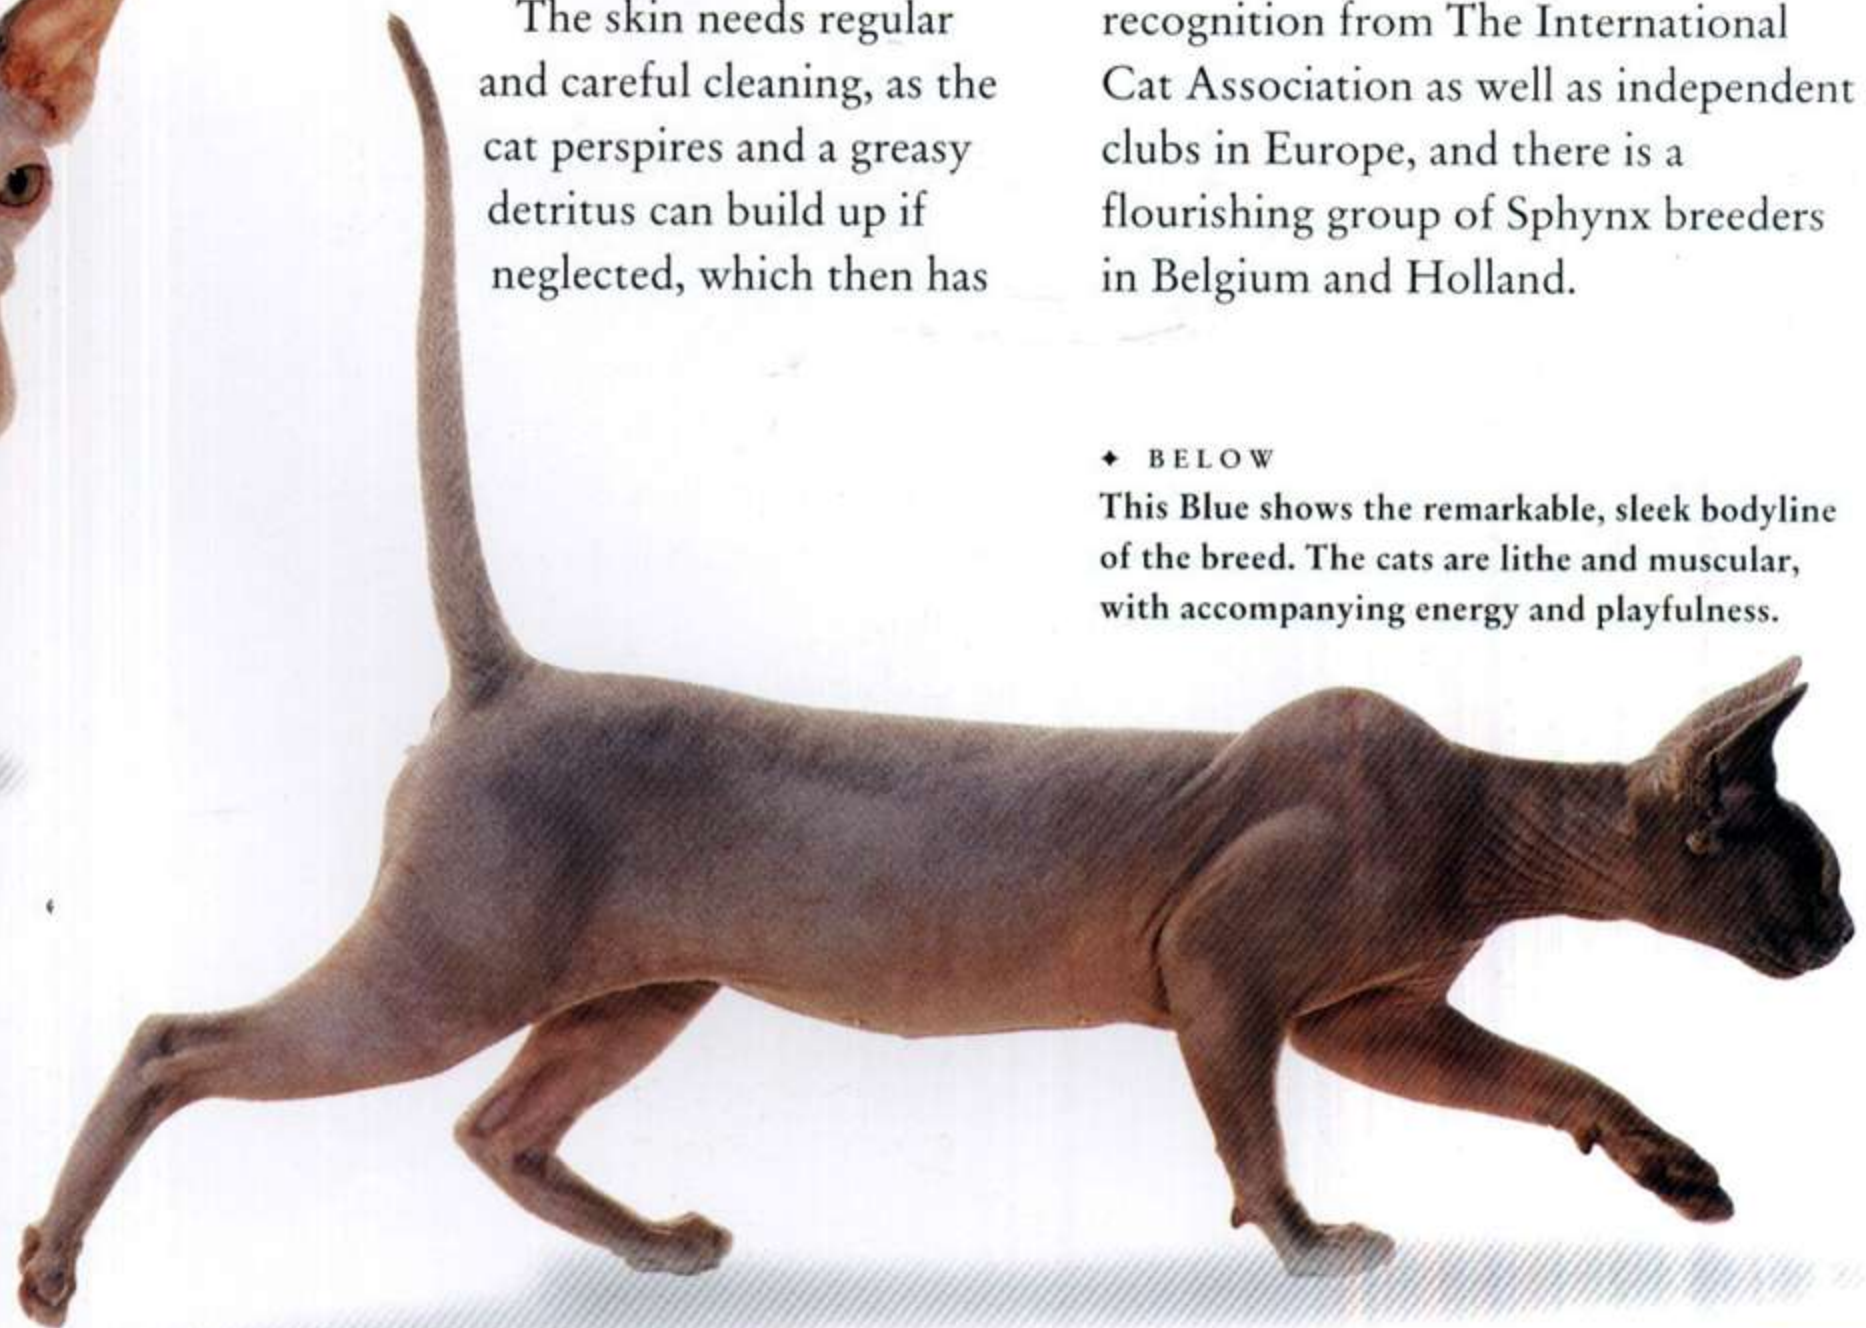 The skin needs regular
and careful cleaning, as the
cat perspires and a greasy
detritus can build up if
neglected, which then has
recognition from The International
Cat Association as well as independent
clubs in Europe, and there is a
flourishing group of Sphynx breeders
in Belgium and Holland.
✦ BELOW
This Blue shows the remarkable, sleek bodyline
of the breed. The cats are lithe and muscular,
with accompanying energy and playfulness.